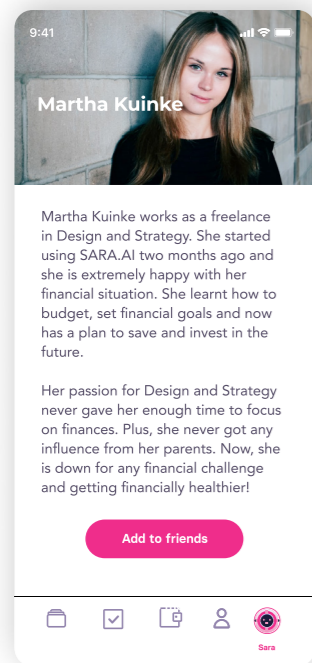 9:41
Martha Kuinke
Martha Kuinke works as a freelance
in Design and Strategy. She started
using SARA.AI two months ago and
she is extremely happy with her
financial situation. She learnt how to
budget, set financial goals and now
has a plan to save and invest in the
future.
Her passion for Design and Strategy
never gave her enough time to focus
on finances. Plus, she never got any
influence from her parents. Now, she
is down for any financial challenge
and getting financially healthier!
Add to friends
Sara